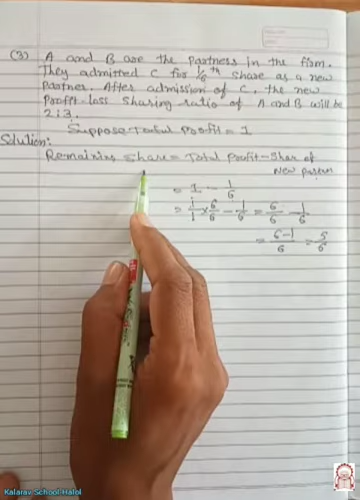 (3) A and B are the partners in the firm.
They admitted C for 1/6th share as a new
partner. After admission of C, the new
Profit-loss sharing ratio of A and B will be
2:3.
Suppose Total Profit = 1
Solution:
Remaining share = Total Profit - Share of
New partner
= 1 - 1/6
= 1/1 × 6/6 - 1/6 = 6/6 - 1/6
= 6-1/6 = 5/6
Kalarav School Halol